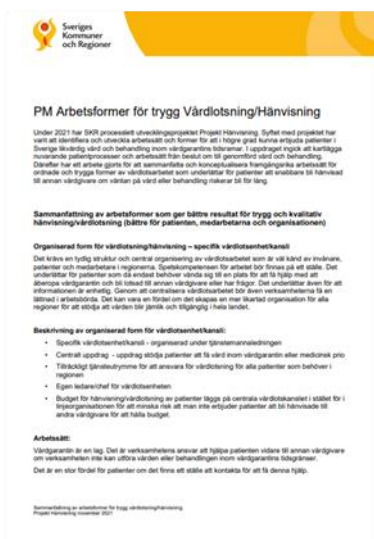 Sveriges
Kommuner
och Regioner
PM Arbetsformer för trygg Vårdlotsning/Hänvisning
Under 2021 har SKR processlett utvecklingsprojektet Projekt Hänvisning. Syftet med projektet har
varit att identifiera och utveckla arbetssätt och former för att i högre grad kunna erbjuda patienter i
Sverige likvärdig vård och behandling inom vårdgarantins tidsramar. I uppdraget ingick att kartlägga
nuvarande patientprocesser och arbetssätt från beslut om till genomförd vård och behandling.
Därefter har ett arbete gjorts för att sammanfatta och konceptualisera framgångsrika arbetssätt för
ordnade och trygga former av vårdlotsarbetet som underlättar för patienter att snabbare bli hänvisad
till annan vårdgivare om väntan på vård eller behandling riskerar bli för lång.
Sammanfattning av arbetsformer som ger bättre resultat för trygg och kvalitativ
hänvisning/vårdlotsning (bättre för patienten, medarbetarna och organisationen)
Organiserad form för vårdlotsning/hänvisning – specifik vårdlotsenhet/kansli
Det krävs en tydlig struktur och central organisering av vårdlotsarbetet som är väl känd av invånare,
patienter och medarbetare i regionerna. Spetskompetensen för arbetet bör finnas på ett ställe. Det
underlättar för patienter som då endast behöver vända sig till en plats för att få hjälp med att
åberopa vårdgarantin och bli lotsad till annan vårdgivare eller har frågor. Det underlättar även för att
informationen är enhetlig. Genom att centralisera vårdlotsarbetet bör även verksamheterna få en
lättnad i arbetsbörda. Det kan vara en fördel om det skapas en mer likartad organisation för alla
regioner för att stödja att vården blir jämlik och tillgänglig i hela landet.
Beskrivning av organiserad form för vårdlotsenhet/kansli:
• Specifik vårdlotsenhet/kansli - organiserad under tjänstemannaledningen
• Centralt uppdrag - uppdrag stödja patienter att få vård inom vårdgarantin eller medicinsk prio
• Tillräckligt tjänsteutrymme för att ansvara för vårdlotsning för alla patienter som behöver i
regionen
• Egen ledare/chef för vårdlotsenheten
• Budget för hänvisning/vårdlotsning av patienter läggs på centrala vårdlotskansliet i stället för i
linjeorganisationen för att minska risk att man inte erbjuder patienter att bli hänvisade till
andra vårdgivare för att hålla budget.
Arbetssätt:
Vårdgarantin är en lag. Det är verksamhetens ansvar att hjälpa patienten vidare till annan vårdgivare
om verksamheten inte kan utföra vården eller behandlingen inom vårdgarantins tidsgränser.
Det är en stor fördel för patienter om det finns ett ställe att kontakta för att få denna hjälp.
Sammanfattning av arbetsformer för trygg vårdlotsning/hänvisning
Projekt Hänvisning november 2021